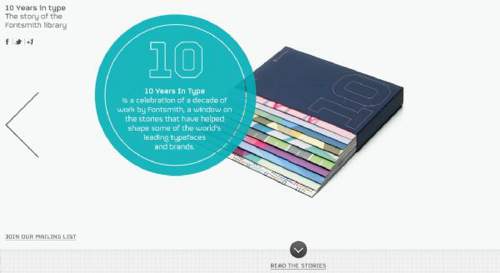 10 Years in type
The story of the
Fontsmith library
f
+1
10
10 Years In Type
is a celebration of a decade of
work by Fontsmith, a window on
the stories that have helped
shape some of the world's
leading typefaces
and brands.
10
JOIN OUR MAILING LIST
READ THE STORIES